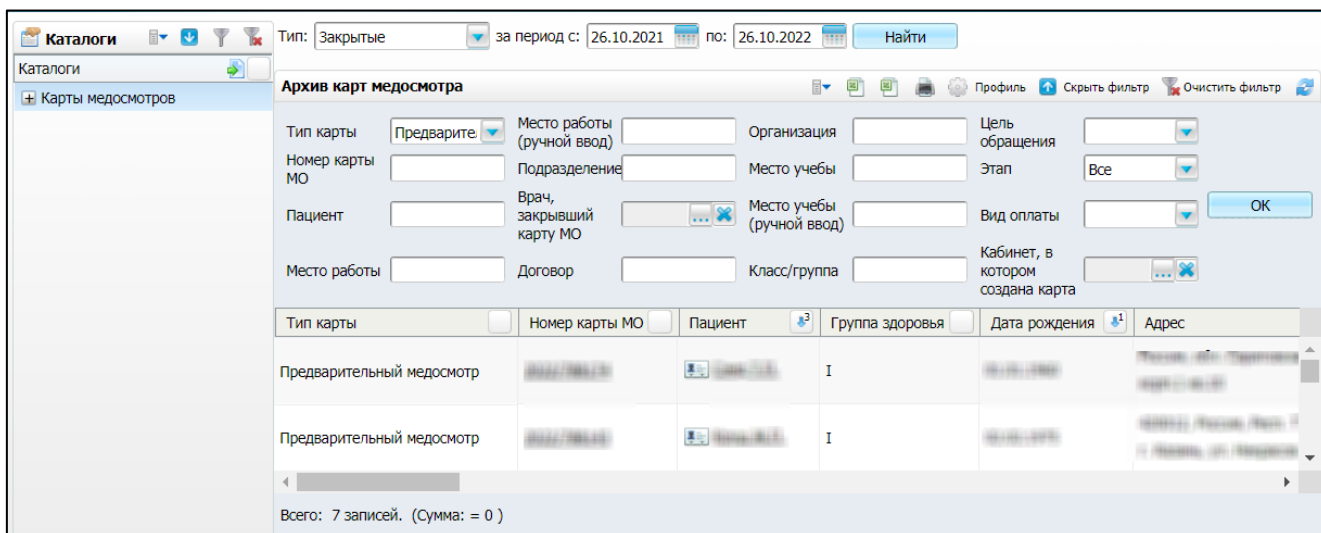 Каталоги
Тип: Закрытые за период с: 26.10.2021 по: 26.10.2022 Найти
Каталоги
Карты медосмотров
Архив карт медосмотра Профиль Скрыть фильтр Очистить фильтр
Тип карты Предварите.
Место работы
(ручной ввод)
Организация
Цель
обращения
Номер карты
МО
Подразделение
Место учебы
Этап Все
Пациент
Врач,
закрывший
карту МО
Место учебы
(ручной ввод)
Вид оплаты
ОК
Место работы
Договор
Класс/группа
Кабинет, в
котором
создана карта
Тип карты Номер карты МО Пациент 3 Группа здоровья Дата рождения 1 Адрес
Предварительный медосмотр I
Предварительный медосмотр I
Всего: 7 записей. (Сумма: = 0 )